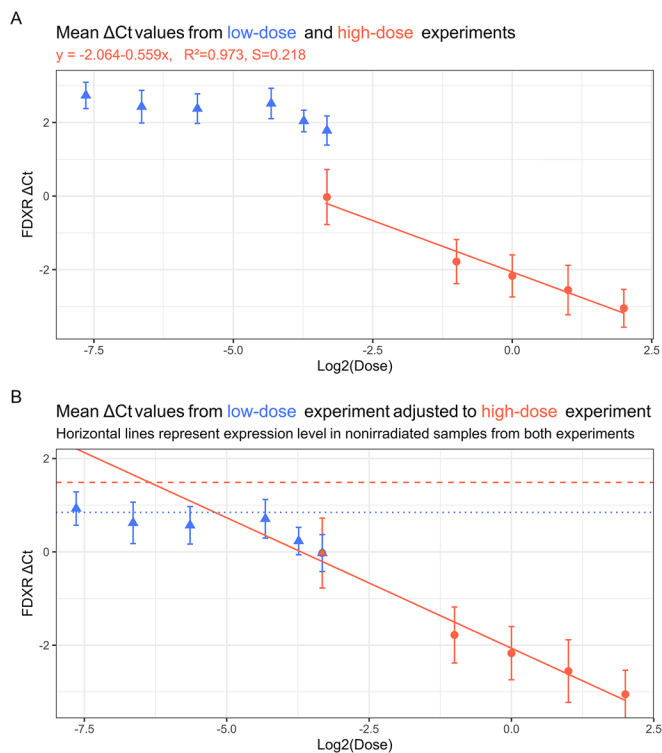 A
Mean ΔCt values from low-dose and high-dose experiments
y = -2.064-0.559x, R²=0.973, S=0.218
FDXR ΔCt
2
0
-2
-7.5 -5.0 -2.5 0.0 2.5
Log2(Dose)
B
Mean ΔCt values from low-dose experiment adjusted to high-dose experiment
Horizontal lines represent expression level in nonirradiated samples from both experiments
FDXR ΔCt
2
0
-2
-7.5 -5.0 -2.5 0.0 2.5
Log2(Dose)